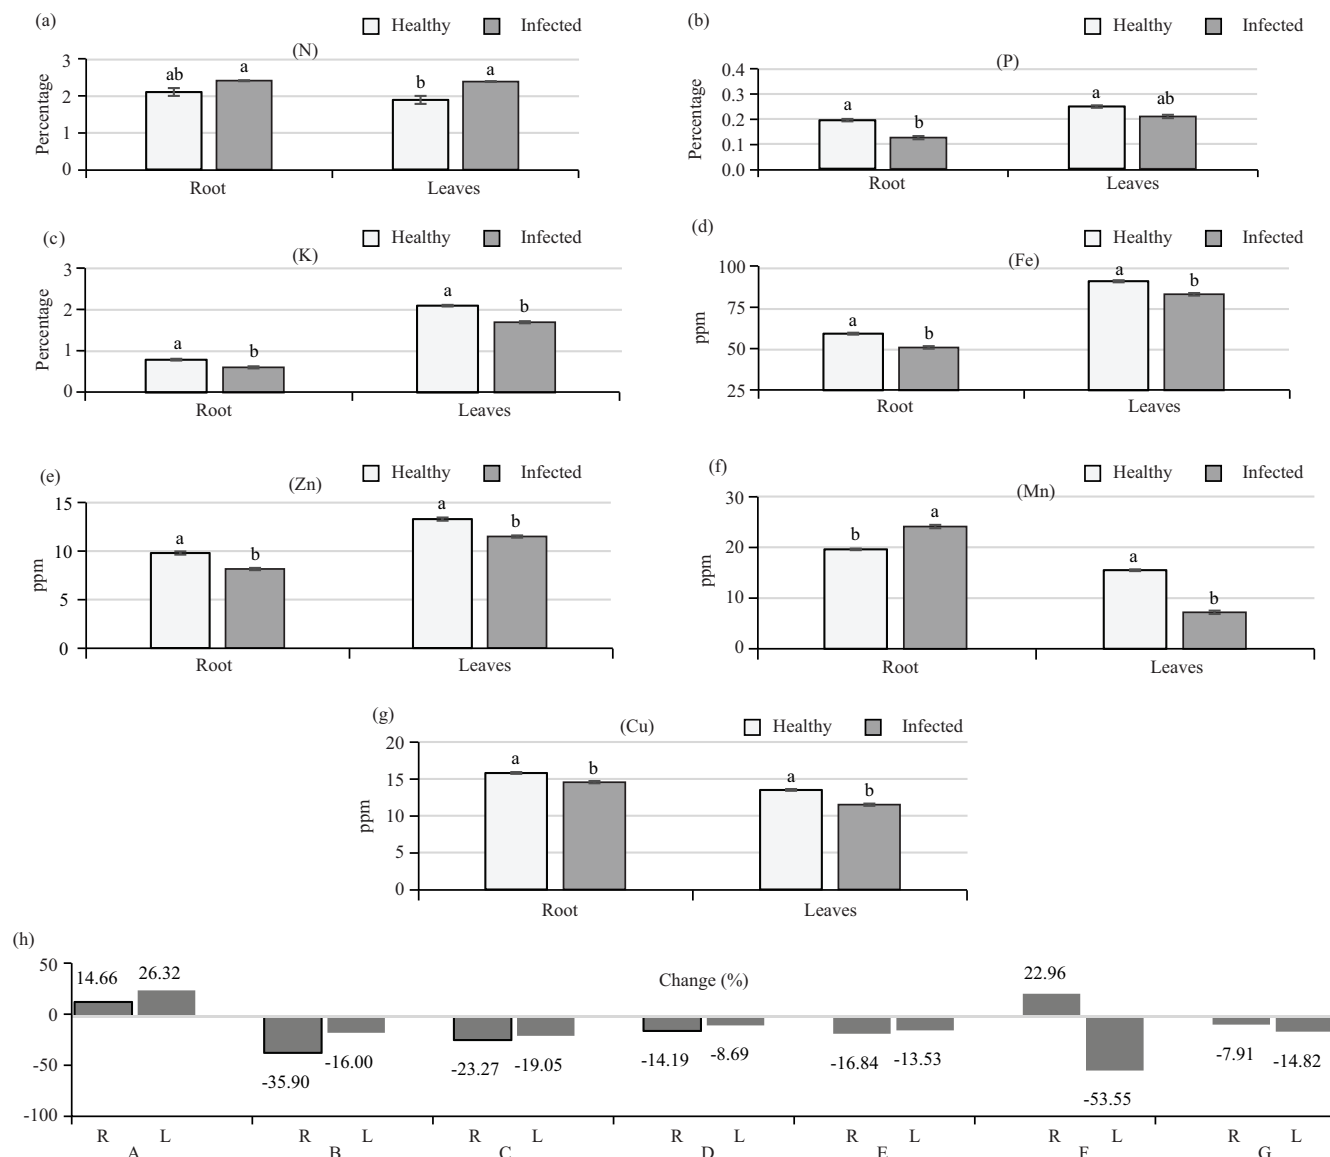 (a)
Healthy Infected
(N)
Percentage
3
2
1
0
ab a b a
Root Leaves
(b)
Healthy Infected
(P)
Percentage
0.4
0.3
0.2
0.1
0.0
a b a ab
Root Leaves
(c)
Healthy Infected
(K)
Percentage
3
2
1
0
a b a b
Root Leaves
(d)
Healthy Infected
(Fe)
ppm
100
75
50
25
a b a b
Root Leaves
(e)
Healthy Infected
(Zn)
ppm
15
10
5
0
a b a b
Root Leaves
(f)
Healthy Infected
(Mn)
ppm
30
20
10
0
b a a b
Root Leaves
(g)
Healthy Infected
(Cu)
ppm
20
15
10
5
0
a b a b
Root Leaves
(h)
Change (%)
50
0
-50
-100
14.66 26.32 -35.90 -16.00 -23.27 -19.05 -14.19 -8.69 -16.84 -13.53 22.96 -53.55 -7.91 -14.82
R L R L R L R L R L R L R L
A B C D E F G